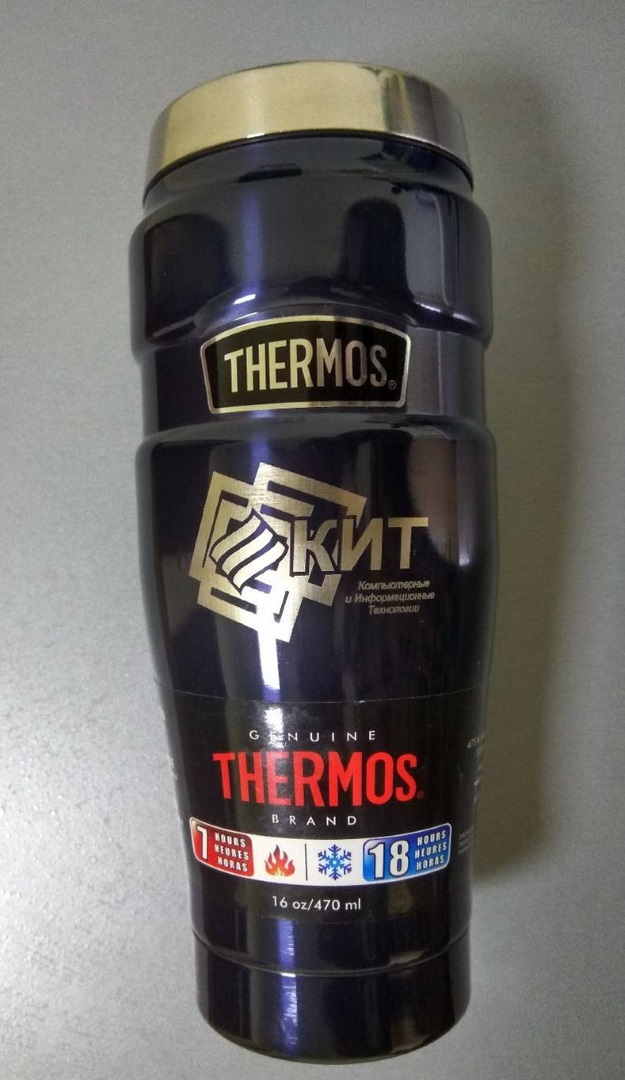 THERMOS®
КИТ
Компьютерные
и Информационные
Технологии
GENUINE
THERMOS®
BRAND
7 HOURS
HEURES
HORAS
18 HOURS
HEURES
HORAS
16 oz/470 ml